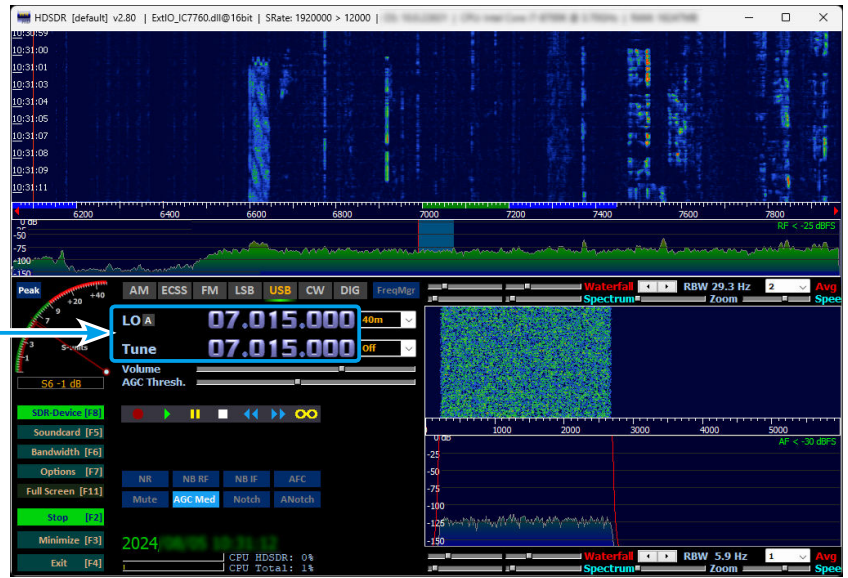 HDSDR [default] v2.80 | ExtIO_IC7760.dll@16bit | SRate: 1920000 > 12000 |
10:30:59
10:31:00
10:31:01
10:31:03
10:31:04
10:31:05
10:31:07
10:31:08
10:31:09
10:31:11
6200 6400 6600 6800 7000 7200 7400 7600 7800
0 dB RF < -25 dBFS
-50
-75
-100
-150
Peak +20 +40 9 7 3 1 S-units
S6 -1 dB
AM ECSS FM LSB USB CW DIG FreqMgr
LO A 07.015.000 40m
Tune 07.015.000 Off
Volume
AGC Thresh.
SDR-Device [F8]
Soundcard [F5]
Bandwidth [F6]
Options [F7]
Full Screen [F11]
Stop [F2]
Minimize [F3]
Exit [F4]
NR NB RF NB IF AFC
Mute AGC Med Notch ANotch
2024
CPU HDSDR: 0%
CPU Total: 1%
Waterfall RBW 29.3 Hz 2 Avg
Spectrum Zoom Spee
1000 2000 3000 4000 5000
0 dB AF < -30 dBFS
-25
-50
-75
-100
-125
-150
Waterfall RBW 5.9 Hz 1 Avg
Spectrum Zoom Spee